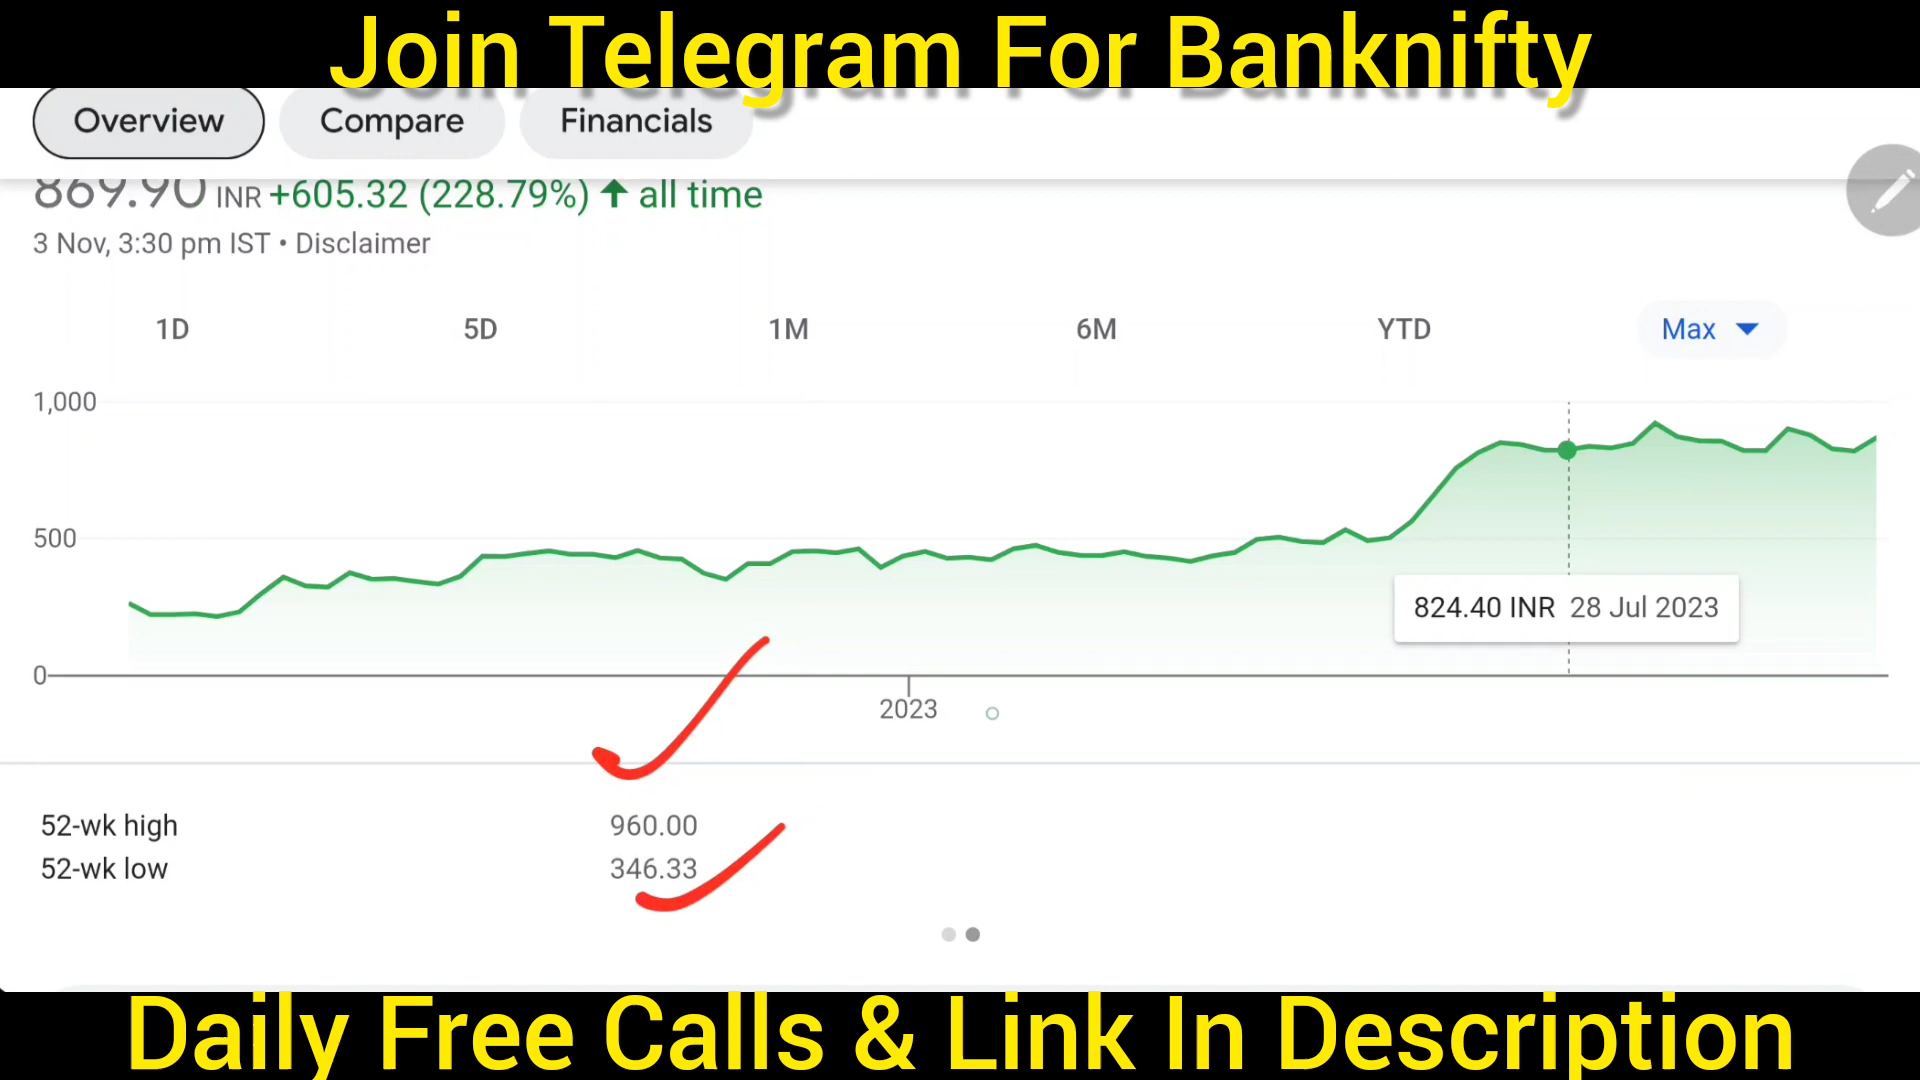 Join Telegram For Banknifty
Overview Compare Financials
869.90 INR +605.32 (228.79%) ↑ all time
3 Nov, 3:30 pm IST • Disclaimer
1D 5D 1M 6M YTD Max
1,000
500
824.40 INR 28 Jul 2023
0
2023
52-wk high 960.00
52-wk low 346.33
Daily Free Calls & Link In Description